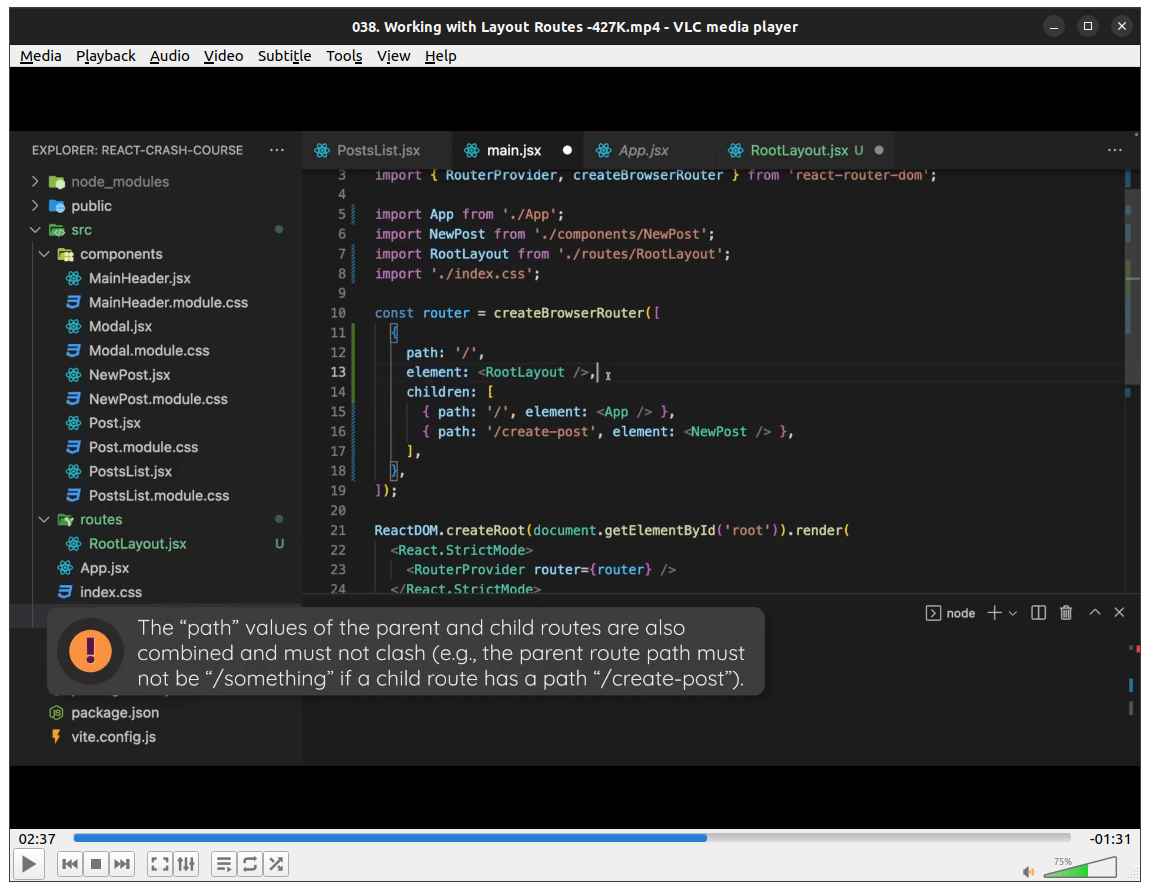 038. Working with Layout Routes -427K.mp4 - VLC media player
Media Playback Audio Video Subtitle Tools View Help
EXPLORER: REACT-CRASH-COURSE ...
node_modules
public
src
components
MainHeader.jsx
MainHeader.module.css
Modal.jsx
Modal.module.css
NewPost.jsx
NewPost.module.css
Post.jsx
Post.module.css
PostsList.jsx
PostsList.module.css
routes
RootLayout.jsx U
App.jsx
index.css
package.json
vite.config.js
PostsList.jsx main.jsx App.jsx RootLayout.jsx U ...
3 import { RouterProvider, createBrowserRouter } from 'react-router-dom';
4
5 import App from './App';
6 import NewPost from './components/NewPost';
7 import RootLayout from './routes/RootLayout';
8 import './index.css';
9
10 const router = createBrowserRouter([
11 {
12 path: '/',
13 element: <RootLayout />,
14 children: [
15 { path: '/', element: <App /> },
16 { path: '/create-post', element: <NewPost /> },
17 ],
18 },
19 ]);
20
21 ReactDOM.createRoot(document.getElementById('root')).render(
22 <React.StrictMode>
23 <RouterProvider router={router} />
24 </React.StrictMode>
node
The “path” values of the parent and child routes are also
combined and must not clash (e.g., the parent route path must
not be “/something” if a child route has a path “/create-post”).
02:37 -01:31
75%